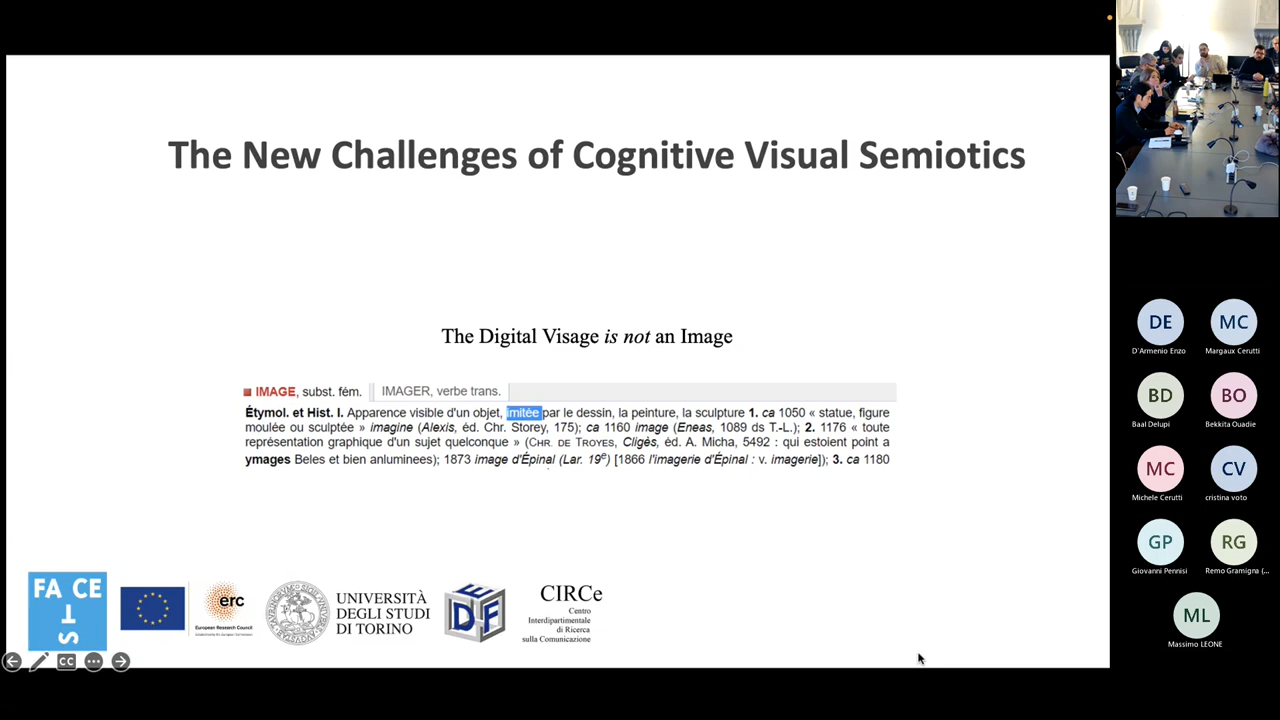 The New Challenges of Cognitive Visual Semiotics
The Digital Visage is not an Image
IMAGE, subst. fém.
IMAGER, verbe trans.
Étymol. et Hist. I. Apparence visible d'un objet, imitée par le dessin, la peinture, la sculpture 1. ca 1050 « statue, figure
moulée ou sculptée » imagine (Alexis, éd. Chr. Storey, 175); ca 1160 image (Eneas, 1089 ds T.-L.); 2. 1176 « toute
représentation graphique d'un sujet quelconque » (CHR. DE TROYES, Cligès, éd. A. Micha, 5492 : qui estoient point a
ymages Beles et bien anluminees); 1873 image d'Épinal (Lar. 19e) [1866 l'imagerie d'Épinal : v. imagerie]); 3. ca 1180
FA CE
TS
erc
European Research Council
UNIVERSITÀ
DEGLI STUDI
DI TORINO
DEF
CIRCe
Centro
Interdipartimentale
di Ricerca
sulla Comunicazione
CC
DE
MC
D'Armenio Enzo
Margaux Cerutti
BD
BO
Baal Delupi
Bekkita Ouadie
MC
CV
Michele Cerutti
cristina voto
GP
RG
Giovanni Pennisi
Remo Gramigna (...
ML
Massimo LEONE